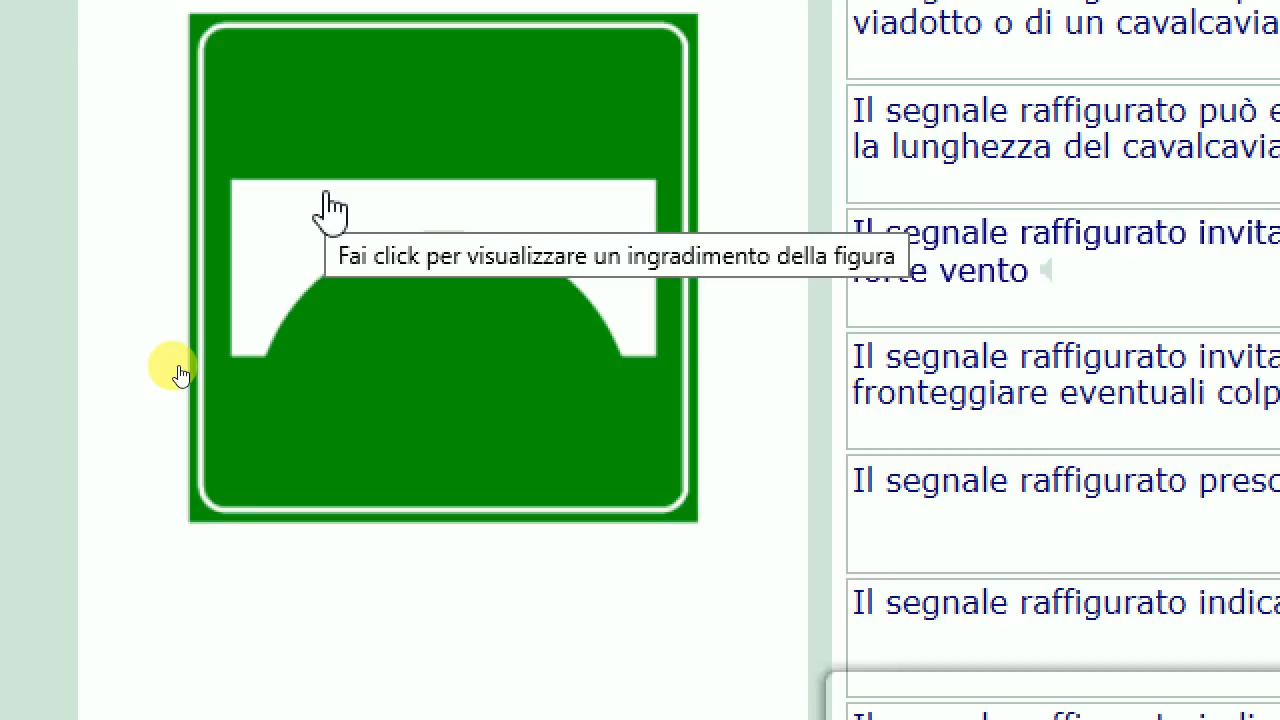 viadotto o di un cavalcavia
Il segnale raffigurato può e
la lunghezza del cavalcavia
Il segnale raffigurato invita
Fai click per visualizzare un ingradimento della figura
forte vento
Il segnale raffigurato invita
fronteggiare eventuali colp
Il segnale raffigurato presc
Il segnale raffigurato indica